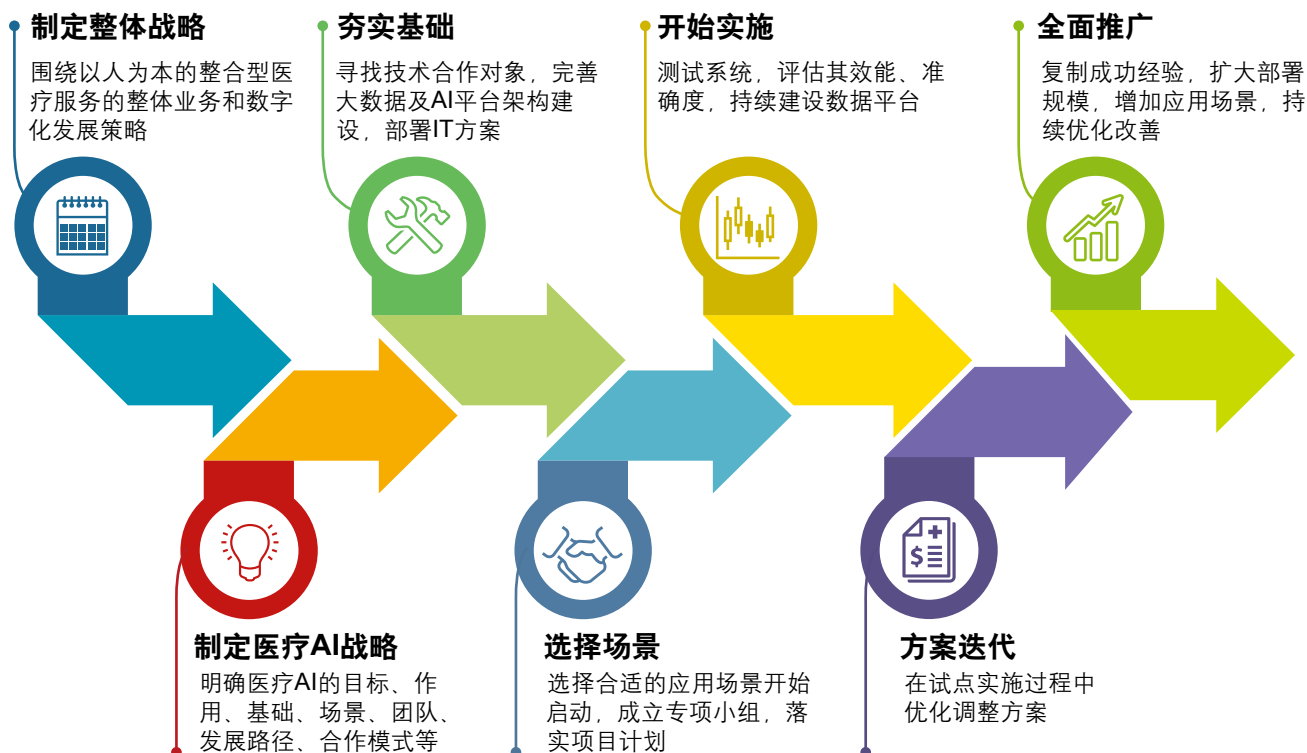 制定整体战略
围绕以人为本的整合型医
疗服务的整体业务和数字
化发展策略
制定医疗AI战略
明确医疗AI的目标、作
用、基础、场景、团队、
发展路径、合作模式等
夯实基础
寻找技术合作对象，完善
大数据及AI平台架构建
设，部署IT方案
选择场景
选择合适的应用场景开始
启动，成立专项小组，落
实项目计划
开始实施
测试系统，评估其效能、准
确度，持续建设数据平台
方案迭代
在试点实施过程中
优化调整方案
全面推广
复制成功经验，扩大部署
规模，增加应用场景，持
续优化改善